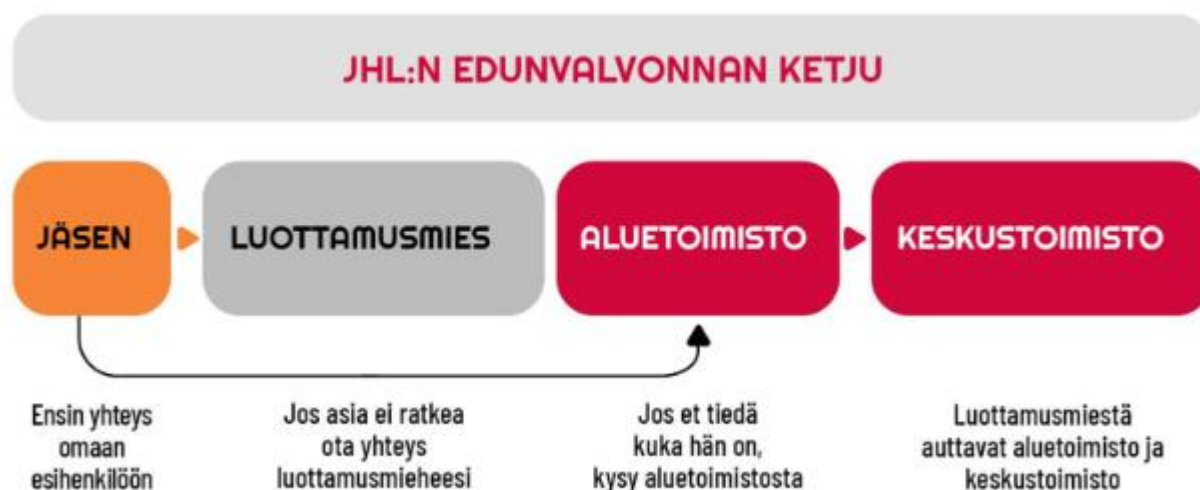 JHL:N EDUNVALVONNAN KETJU
JÄSEN
LUOTTAMUSMIES
ALUETOIMISTO
KESKUSTOIMISTO
Ensin yhteys
omaan
esihenkilöön
Jos asia ei ratkea
ota yhteys
luottamusmieheesi
Jos et tiedä
kuka hän on,
kysy aluetoimistosta
Luottamusmiestä
auttavat aluetoimisto ja
keskustoimisto